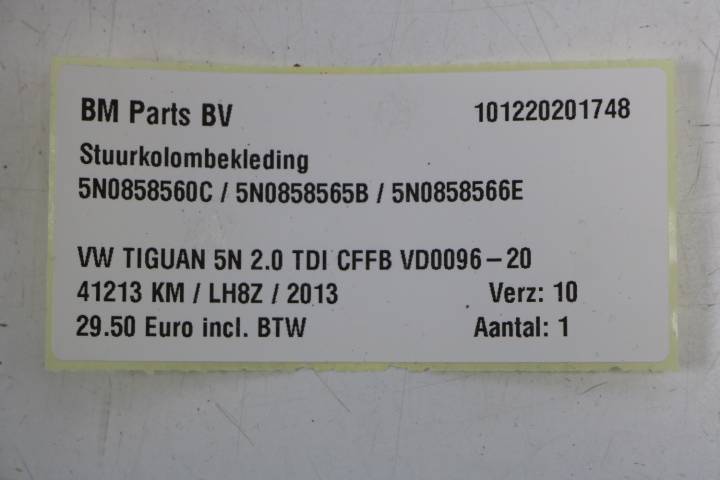 BM Parts BV 101220201748
Stuurkolombekleding
5N0858560C / 5N0858565B / 5N0858566E
VW TIGUAN 5N 2.0 TDI CFFB VD0096-20
41213 KM / LH8Z / 2013 Verz: 10
29.50 Euro incl. BTW Aantal: 1